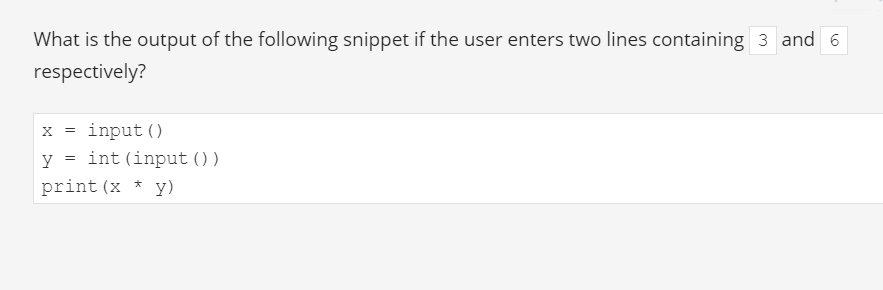 What is the output of the following snippet if the user enters two lines containing 3 and 6
respectively?
x = input()
y = int(input())
print(x * y)